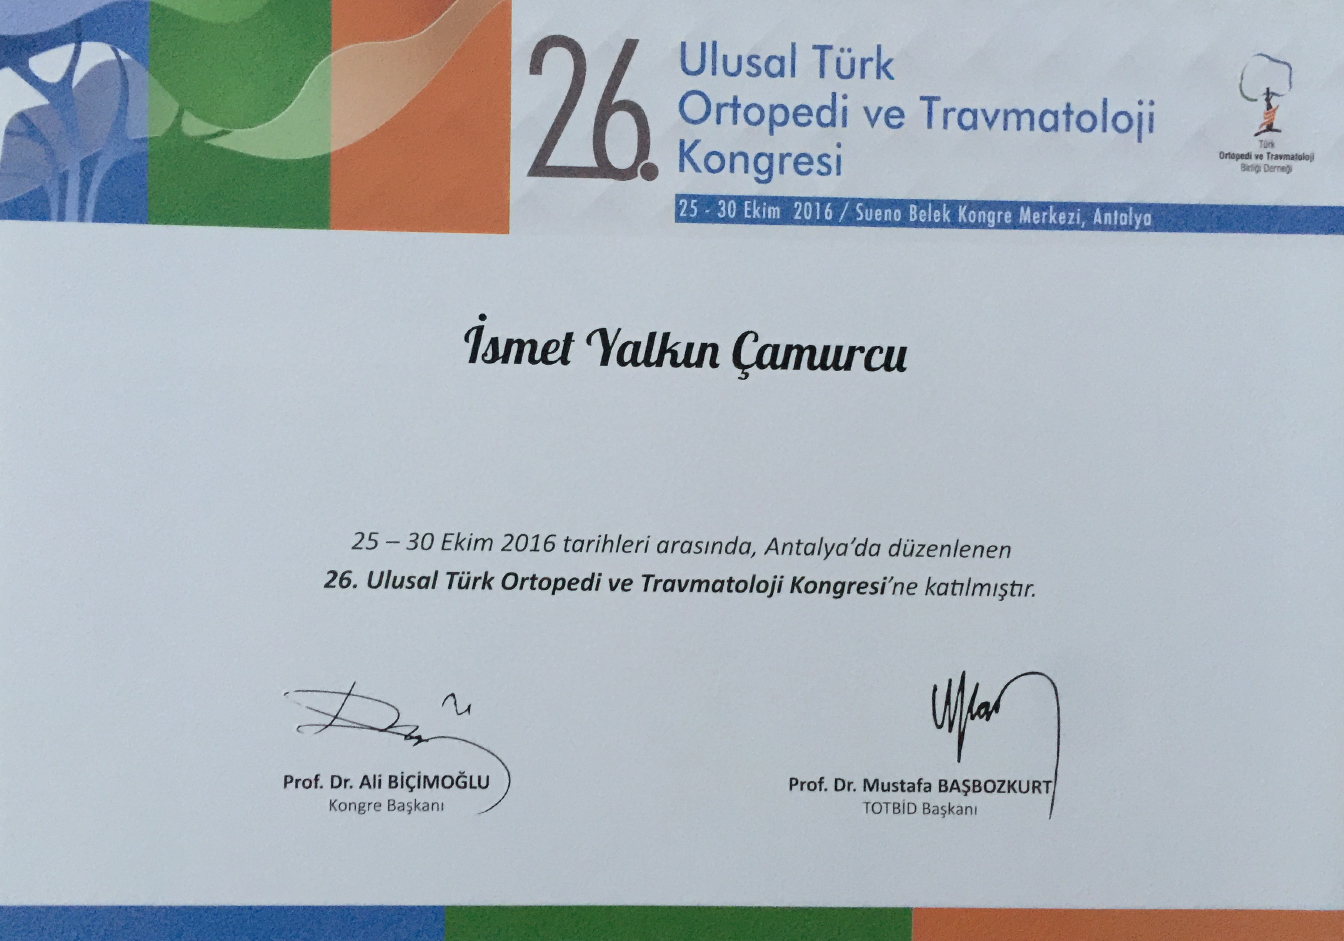 26.
Ulusal Türk
Ortopedi ve Travmatoloji
Kongresi
25 - 30 Ekim 2016 / Sueno Belek Kongre Merkezi, Antalya
Türk
Ortopedi ve Travmatoloji
Birliği Derneği
İsmet Yalkın Çamurcu
25 – 30 Ekim 2016 tarihleri arasında, Antalya’da düzenlenen
26. Ulusal Türk Ortopedi ve Travmatoloji Kongresi’ne katılmıştır.
Prof. Dr. Ali BİÇİMOĞLU
Kongre Başkanı
Prof. Dr. Mustafa BAŞBOZKURT
TOTBİD Başkanı